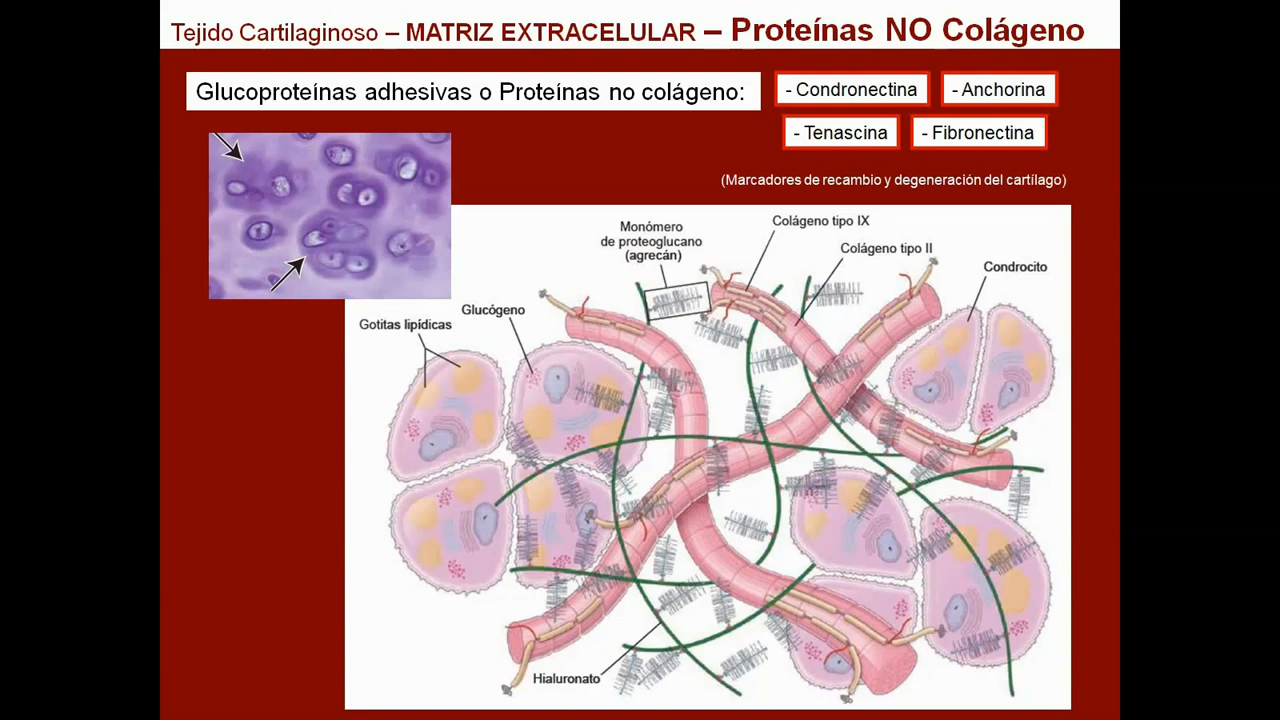 Tejido Cartilaginoso – MATRIZ EXTRACELULAR – Proteínas NO Colágeno
Glucoproteínas adhesivas o Proteínas no colágeno:
- Condronectina
- Anchorina
- Tenascina
- Fibronectina
(Marcadores de recambio y degeneración del cartílago)
Monómero
de proteoglucano
(agrecán)
Colágeno tipo IX
Colágeno tipo II
Condrocito
Glucógeno
Gotitas lipídicas
Hialuronato